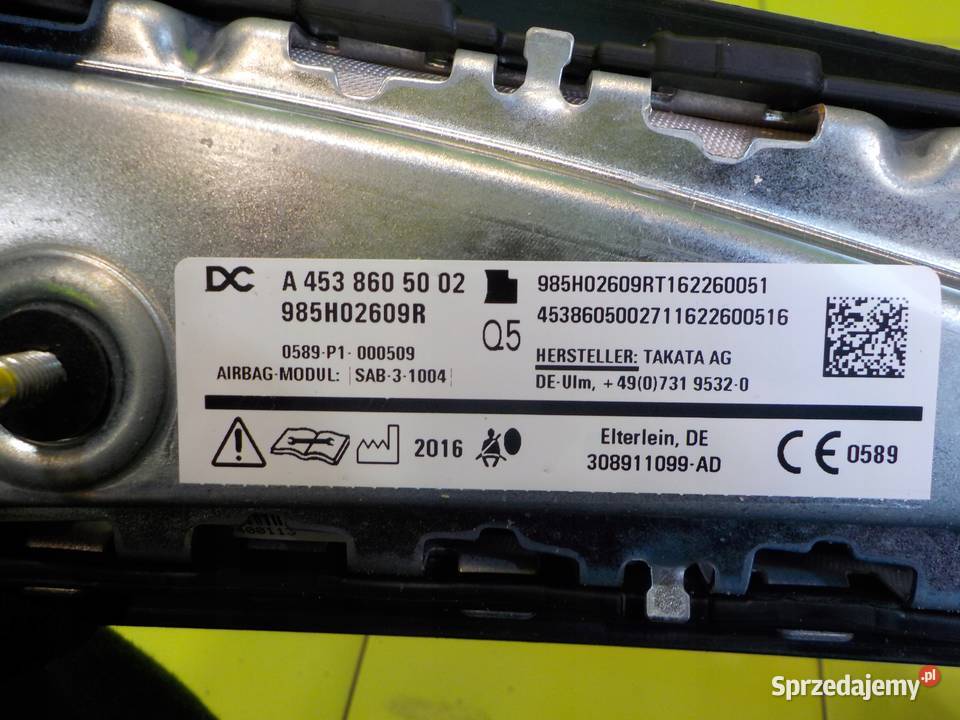 DC A 453 860 50 02
985H02609R
0589-P1-000509
AIRBAG-MODUL: SAB-3-1004
Q5
985H02609RT162260051
4538605002711622600516
HERSTELLER: TAKATA AG
DE-Ulm, +49(0)731 9532-0
2016
Elterlein, DE
308911099-AD
CE 0589
Sprzedajemy.pl